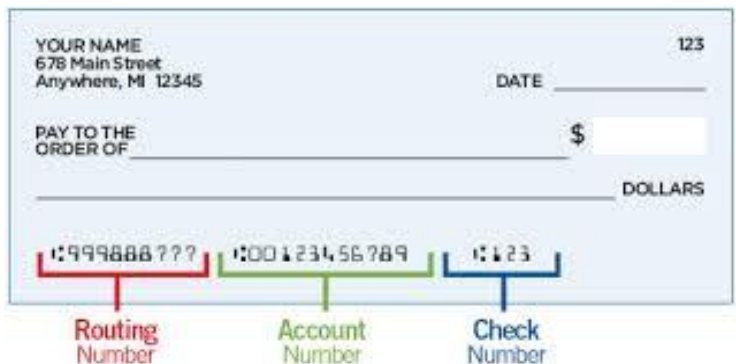 YOUR NAME 123
678 Main Street
Anywhere, MI 12345 DATE
PAY TO THE
ORDER OF $
DOLLARS
⑆999888777 ⑆00123456789 ⑆123
Routing Account Check
Number Number Number